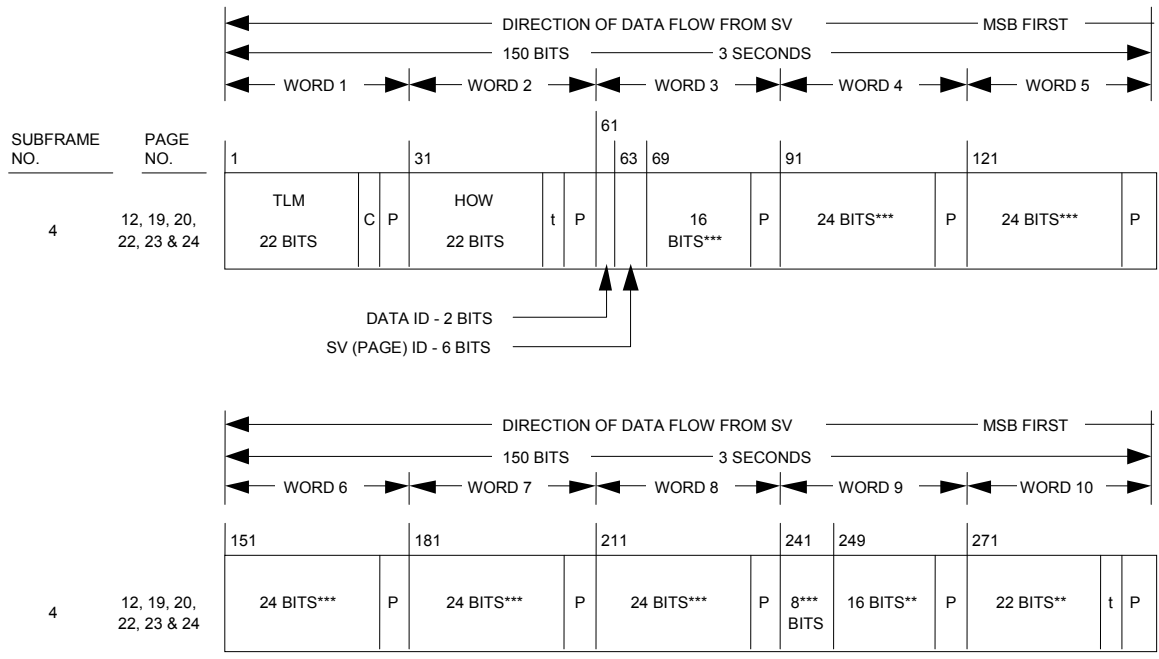 DIRECTION OF DATA FLOW FROM SV MSB FIRST
150 BITS 3 SECONDS
WORD 1 WORD 2 WORD 3 WORD 4 WORD 5
SUBFRAME NO. PAGE NO.
1 31 61 63 69 91 121
4
12, 19, 20,
22, 23 & 24
TLM
22 BITS
C P
HOW
22 BITS
t P
16
BITS***
P
24 BITS*** P
24 BITS*** P
DATA ID - 2 BITS
SV (PAGE) ID - 6 BITS
DIRECTION OF DATA FLOW FROM SV MSB FIRST
150 BITS 3 SECONDS
WORD 6 WORD 7 WORD 8 WORD 9 WORD 10
151 181 211 241 249 271
4
12, 19, 20,
22, 23 & 24
24 BITS*** P
24 BITS*** P
24 BITS*** P
8***
BITS
16 BITS** P
22 BITS** t P